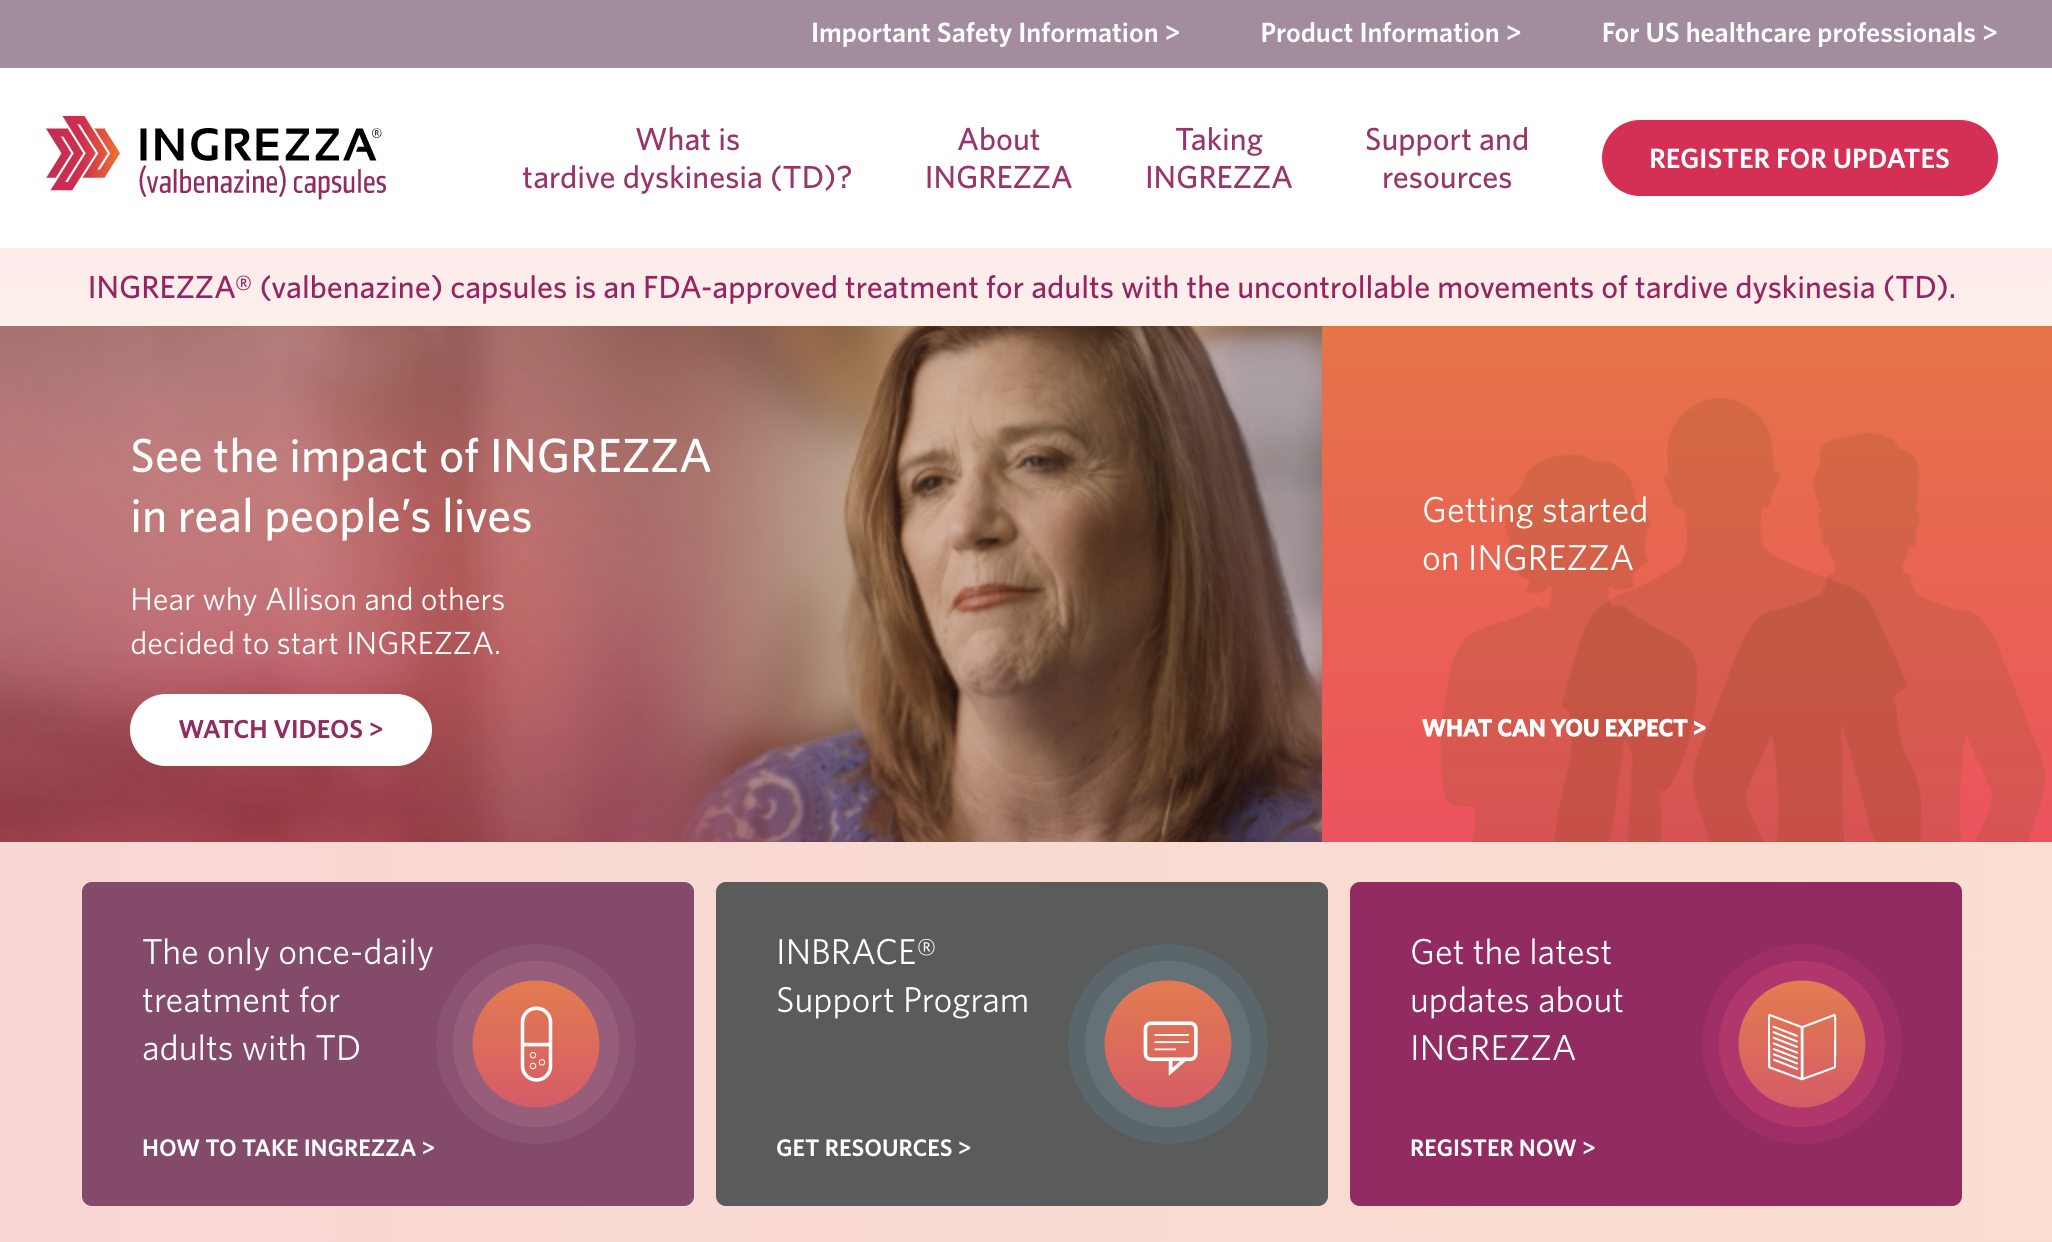 Important Safety Information >
Product Information >
For US healthcare professionals >
INGREZZA®
(valbenazine) capsules
What is
tardive dyskinesia (TD)?
About
INGREZZA
Taking
INGREZZA
Support and
resources
REGISTER FOR UPDATES
INGREZZA® (valbenazine) capsules is an FDA-approved treatment for adults with the uncontrollable movements of tardive dyskinesia (TD).
See the impact of INGREZZA
in real people’s lives
Hear why Allison and others
decided to start INGREZZA.
WATCH VIDEOS >
Getting started
on INGREZZA
WHAT CAN YOU EXPECT >
The only once-daily
treatment for
adults with TD
HOW TO TAKE INGREZZA >
INBRACE®
Support Program
GET RESOURCES >
Get the latest
updates about
INGREZZA
REGISTER NOW >